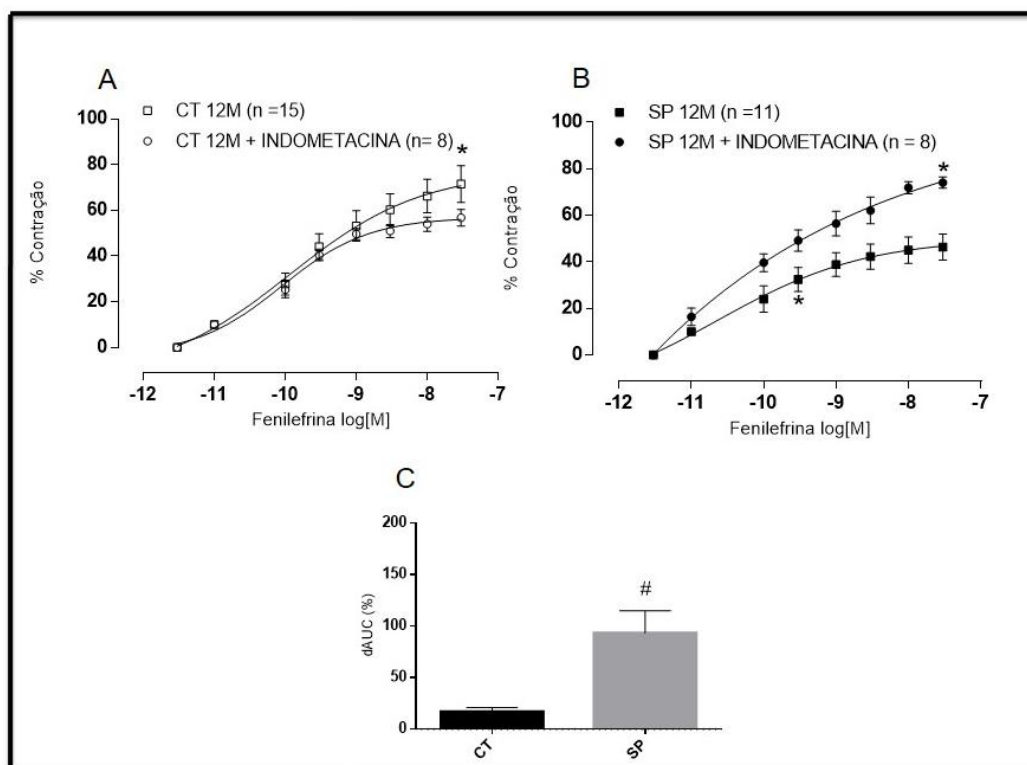 A
CT 12M (n =15)
CT 12M + INDOMETACINA (n= 8)
*
100
80
60
40
20
0
% Contração
-12 -11 -10 -9 -8 -7
Fenilefrina log[M]
B
SP 12M (n =11)
SP 12M + INDOMETACINA (n = 8)
*
*
100
80
60
40
20
0
% Contração
-12 -11 -10 -9 -8 -7
Fenilefrina log[M]
C
200
150
100
50
0
dAUC (%)
#
CT SP